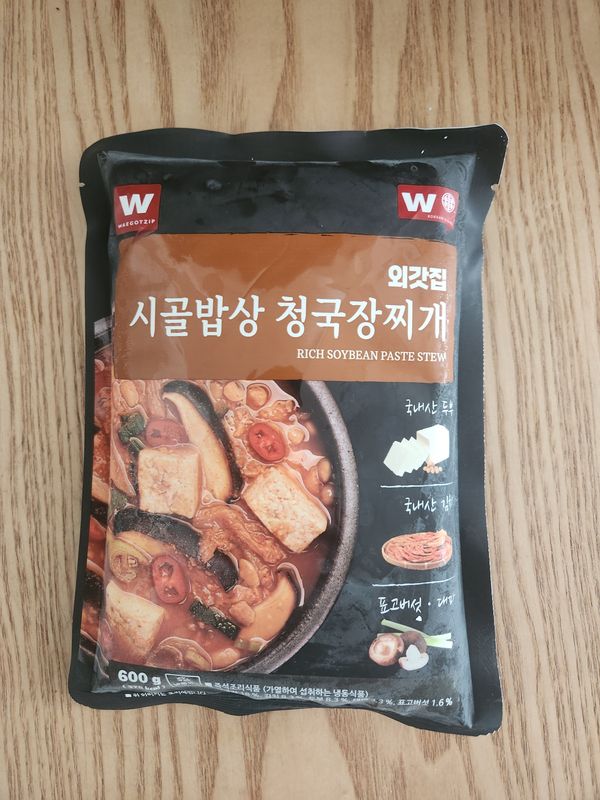 W
WAEGOTZIP
W
외갓집
시골밥상 청국장찌개
RICH SOYBEAN PASTE STEW
국내산 두부
국내산
표고버섯 · 대파
600 g
■ 즉석조리식품 (가열하여 섭취하는 냉동식품)
표고버섯 1.6%